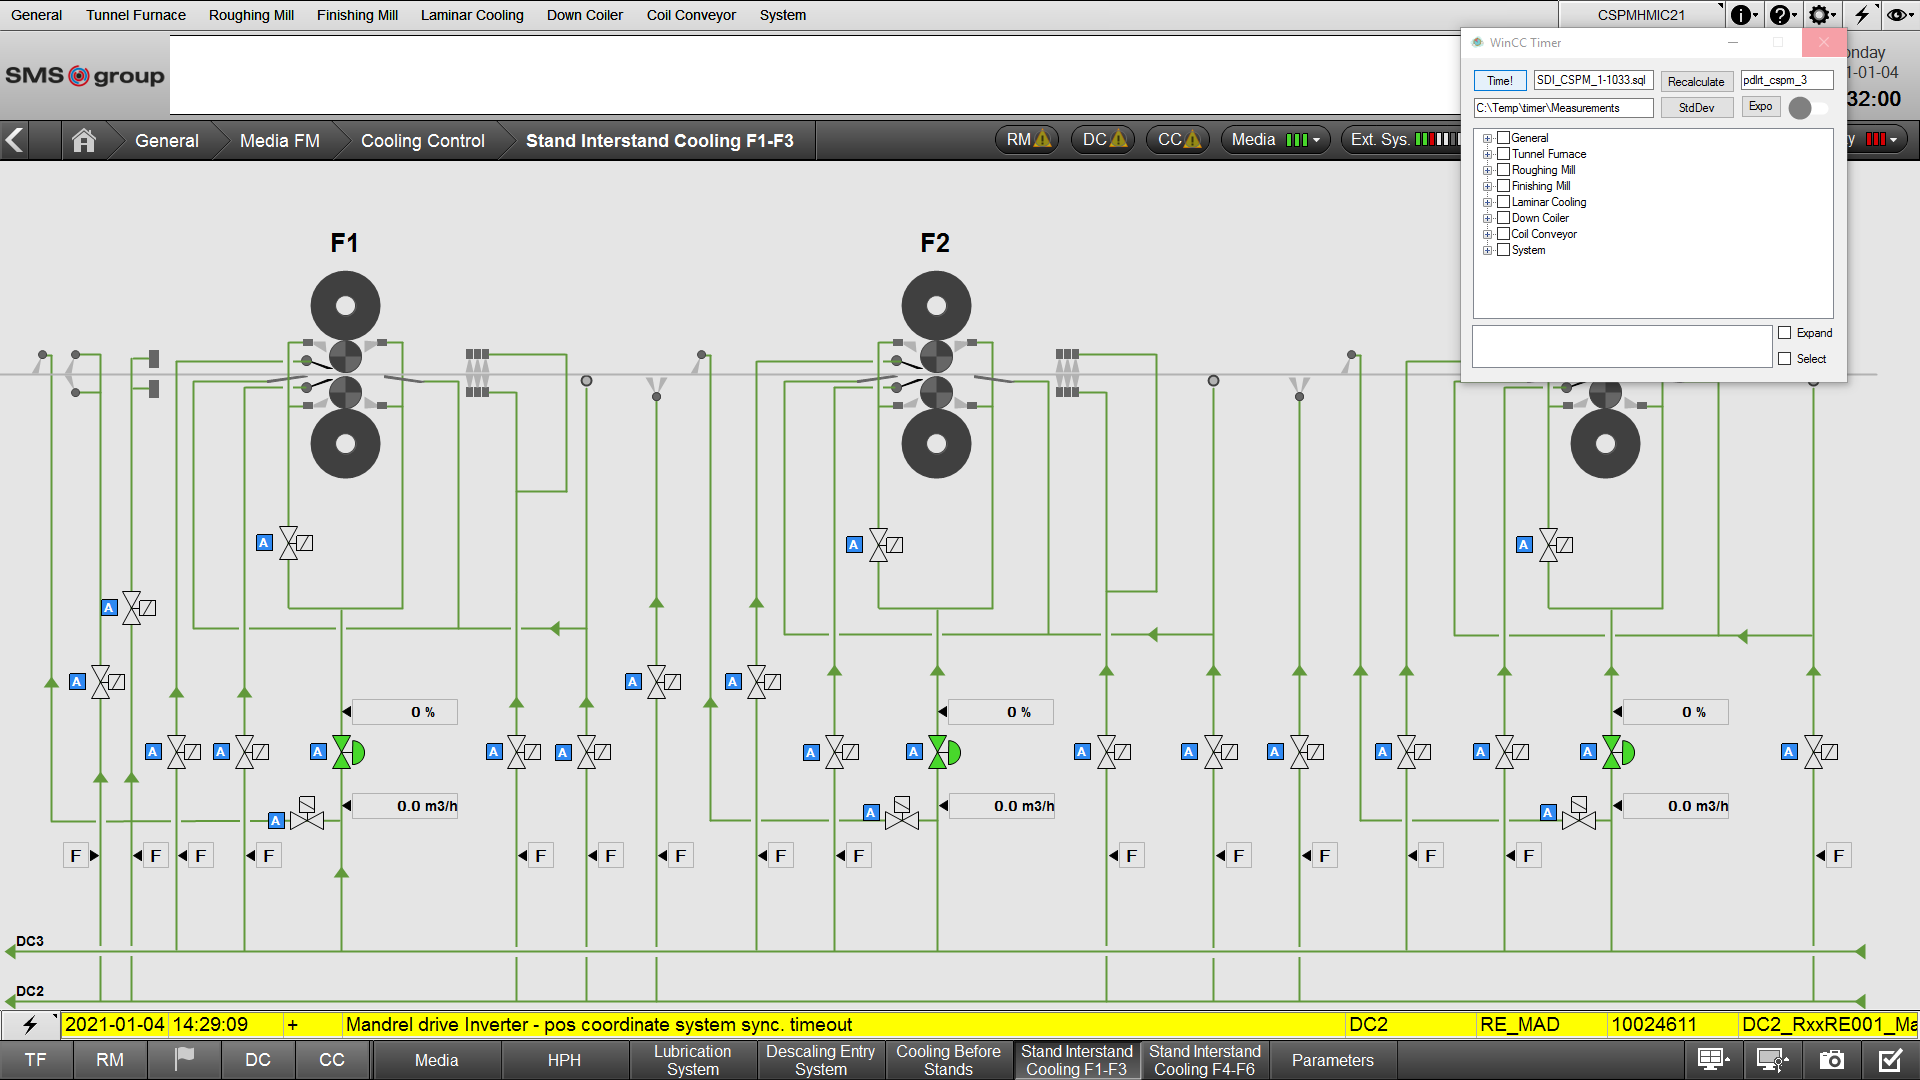 General Tunnel Furnace Roughing Mill Finishing Mill Laminar Cooling Down Coiler Coil Conveyor System CSPMHMIC21
WinCC Timer
SMS group
Time! SDI_CSPM_1-1033.sql Recalculate pdlrt_cspm_3
C:\Temp\timer\Measurements StdDev Expo
32:00
General Media FM Cooling Control Stand Interstand Cooling F1-F3 RM DC CC Media Ext. Sys.
General
Tunnel Furnace
Roughing Mill
Finishing Mill
Laminar Cooling
Down Coiler
Coil Conveyor
System
Expand
Select
F1 F2
A A A
A
A A A
0 % 0 % 0 %
A A A A A A A A A A A A A
0.0 m3/h 0.0 m3/h 0.0 m3/h
A A A
F F F F F F F F F F F F F F F
DC3
DC2
2021-01-04 14:29:09 + Mandrel drive Inverter - pos coordinate system sync. timeout DC2 RE_MAD 10024611 DC2_RxxRE001_Ma
TF RM DC CC Media HPH Lubrication System Descaling Entry System Cooling Before Stands Stand Interstand Cooling F1-F3 Stand Interstand Cooling F4-F6 Parameters